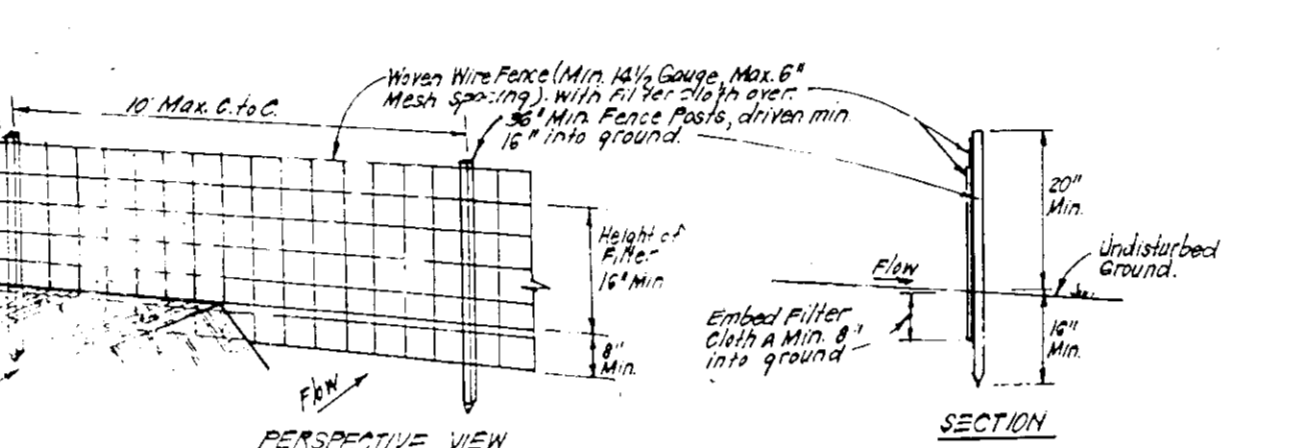 Woven Wire Fence (Min. 14½ Gauge, Max. 6"
Mesh Spacing) with Filter Cloth over.
10' Max. C. to C.
36" Min. Fence Posts, driven min.
16" into ground.
20"
Min.
Height of
Filter
16" Min
Undisturbed
Ground.
Flow
Embed Filter
Cloth A Min. 8"
into ground
16"
Min.
8"
Min.
Flow
PERSPECTIVE VIEW
SECTION